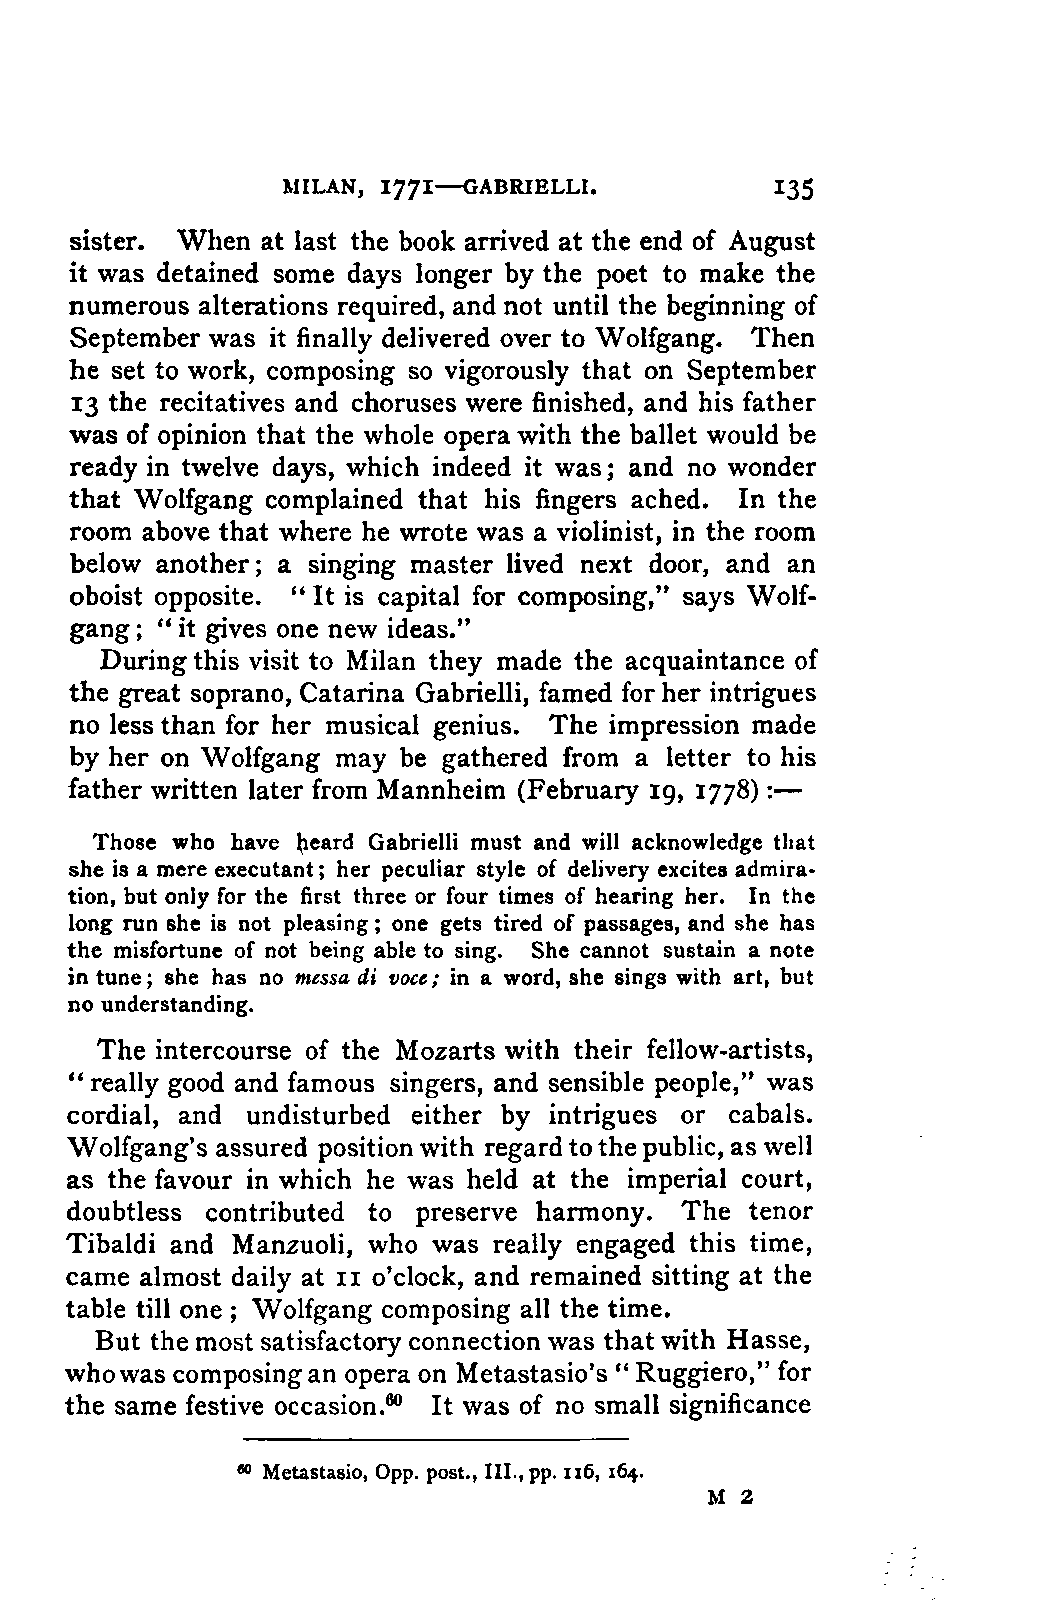 MILAN, 1771—GABRIELLI. 135
sister. When at last the book arrived at the end of August
it was detained some days longer by the poet to make the
numerous alterations required, and not until the beginning of
September was it finally delivered over to Wolfgang. Then
he set to work, composing so vigorously that on September
13 the recitatives and choruses were finished, and his father
was of opinion that the whole opera with the ballet would be
ready in twelve days, which indeed it was; and no wonder
that Wolfgang complained that his fingers ached. In the
room above that where he wrote was a violinist, in the room
below another; a singing master lived next door, and an
oboist opposite. "It is capital for composing," says Wolf-
gang; "it gives one new ideas."
During this visit to Milan they made the acquaintance of
the great soprano, Catarina Gabrielli, famed for her intrigues
no less than for her musical genius. The impression made
by her on Wolfgang may be gathered from a letter to his
father written later from Mannheim (February 19, 1778) :—
Those who have heard Gabrielli must and will acknowledge that
she is a mere executant; her peculiar style of delivery excites admira-
tion, but only for the first three or four times of hearing her. In the
long run she is not pleasing; one gets tired of passages, and she has
the misfortune of not being able to sing. She cannot sustain a note
in tune; she has no messa di voce; in a word, she sings with art, but
no understanding.
The intercourse of the Mozarts with their fellow-artists,
"really good and famous singers, and sensible people," was
cordial, and undisturbed either by intrigues or cabals.
Wolfgang's assured position with regard to the public, as well
as the favour in which he was held at the imperial court,
doubtless contributed to preserve harmony. The tenor
Tibaldi and Manzuoli, who was really engaged this time,
came almost daily at 11 o'clock, and remained sitting at the
table till one; Wolfgang composing all the time.
But the most satisfactory connection was that with Hasse,
who was composing an opera on Metastasio's "Ruggiero," for
the same festive occasion.⁶⁰ It was of no small significance
⁶⁰ Metastasio, Opp. post., III., pp. 116, 164.
M 2